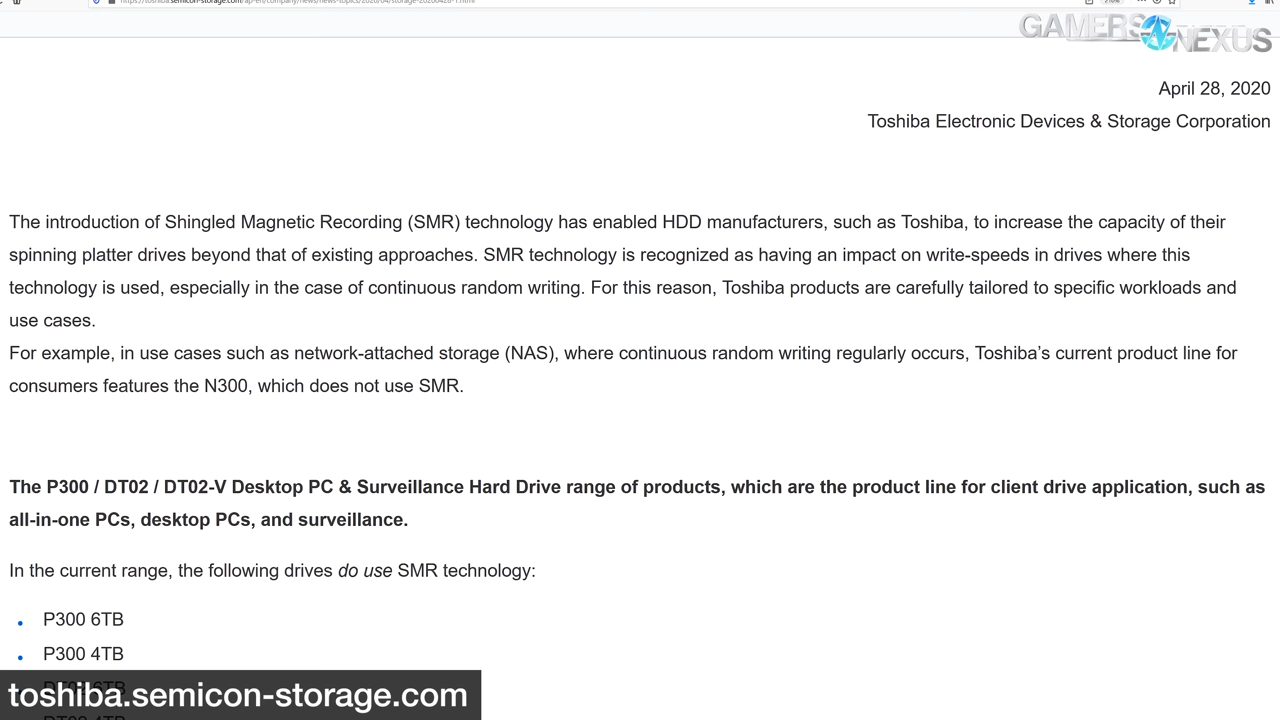 GAMERS NEXUS
April 28, 2020
Toshiba Electronic Devices & Storage Corporation
The introduction of Shingled Magnetic Recording (SMR) technology has enabled HDD manufacturers, such as Toshiba, to increase the capacity of their
spinning platter drives beyond that of existing approaches. SMR technology is recognized as having an impact on write-speeds in drives where this
technology is used, especially in the case of continuous random writing. For this reason, Toshiba products are carefully tailored to specific workloads and
use cases.
For example, in use cases such as network-attached storage (NAS), where continuous random writing regularly occurs, Toshiba’s current product line for
consumers features the N300, which does not use SMR.
The P300 / DT02 / DT02-V Desktop PC & Surveillance Hard Drive range of products, which are the product line for client drive application, such as
all-in-one PCs, desktop PCs, and surveillance.
In the current range, the following drives do use SMR technology:
P300 6TB
P300 4TB
toshiba.semicon-storage.com